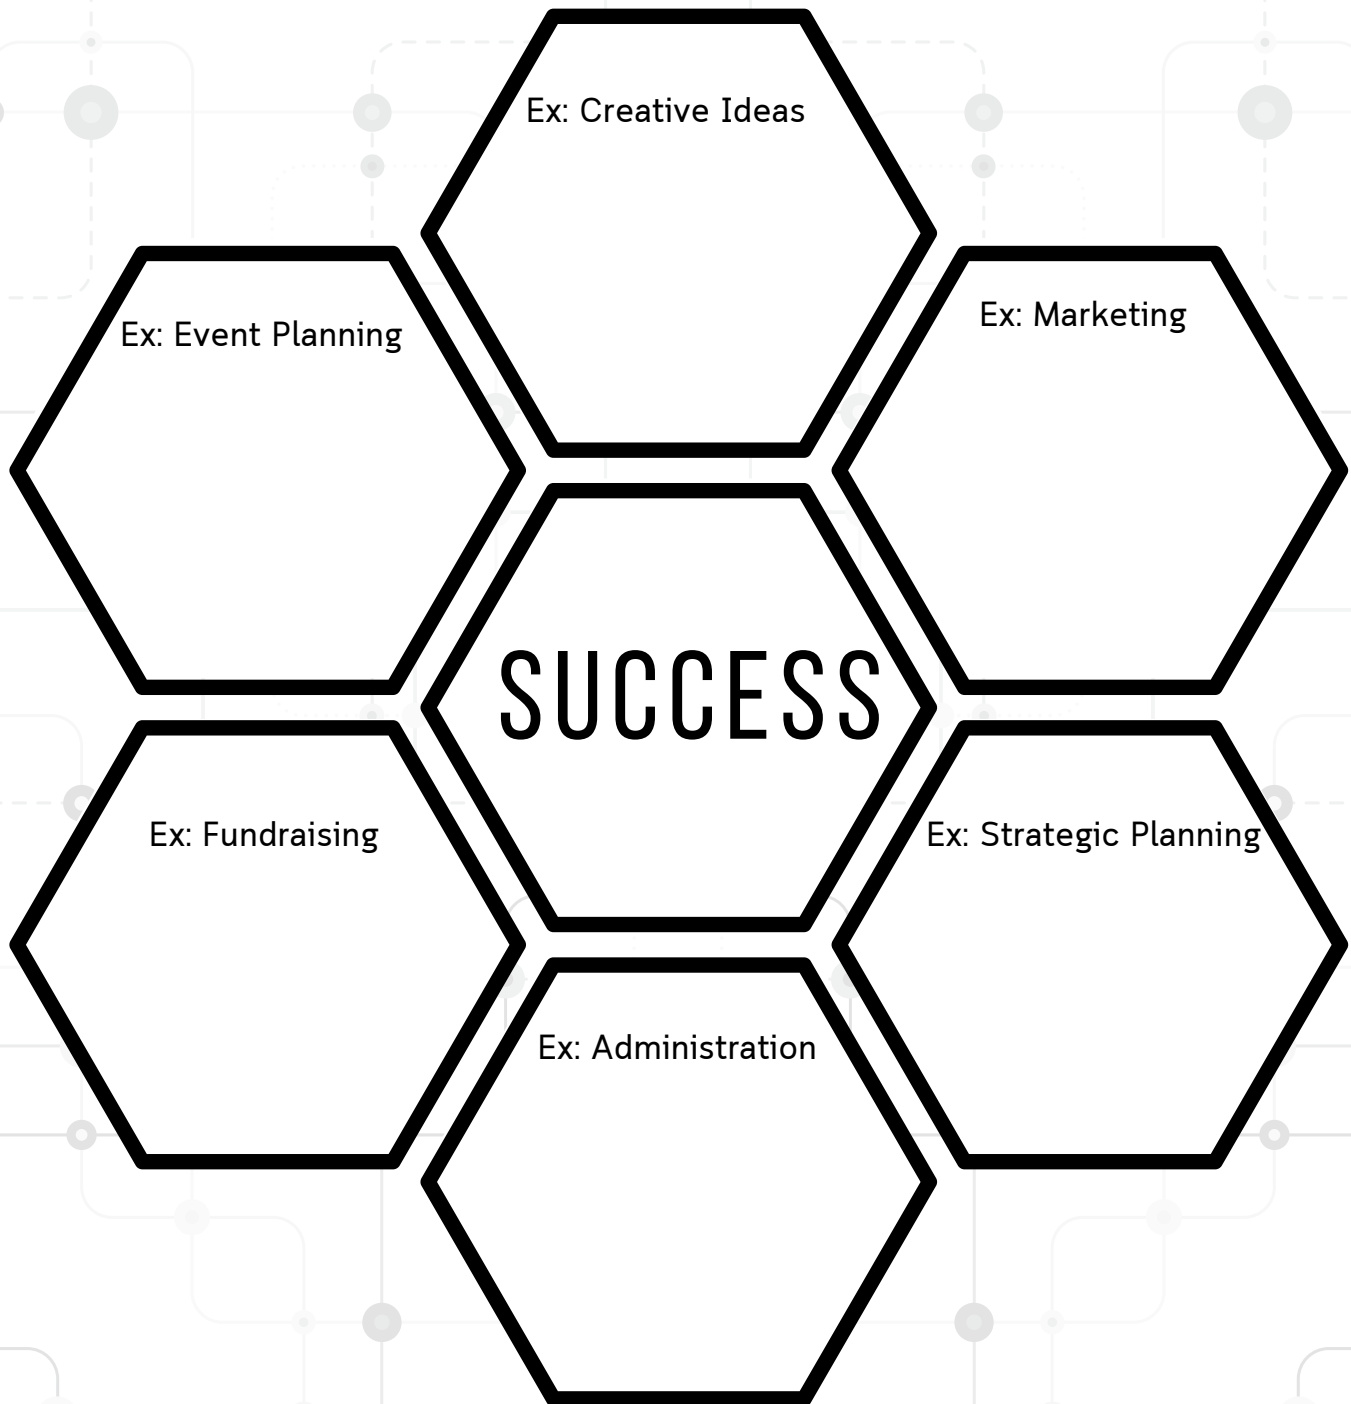 Ex: Creative Ideas
Ex: Event Planning
Ex: Marketing
SUCCESS
Ex: Fundraising
Ex: Strategic Planning
Ex: Administration